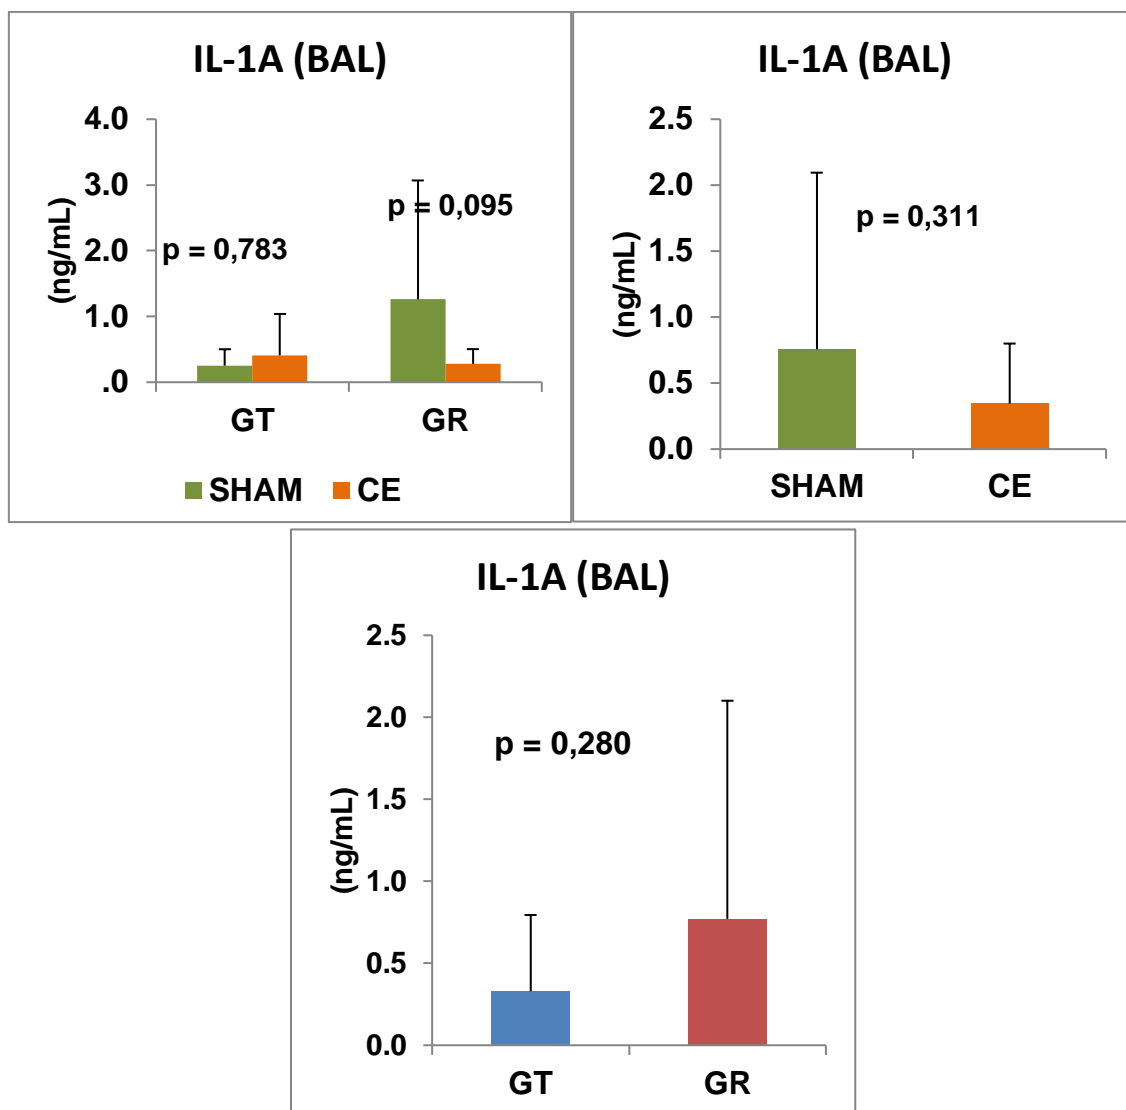 IL-1A (BAL)
4.0
3.0
2.0
1.0
.0
(ng/mL)
p = 0,783
p = 0,095
GT
GR
SHAM
CE
IL-1A (BAL)
2.5
2.0
1.5
1.0
0.5
0.0
(ng/mL)
p = 0,311
SHAM
CE
IL-1A (BAL)
2.5
2.0
1.5
1.0
0.5
0.0
(ng/mL)
p = 0,280
GT
GR